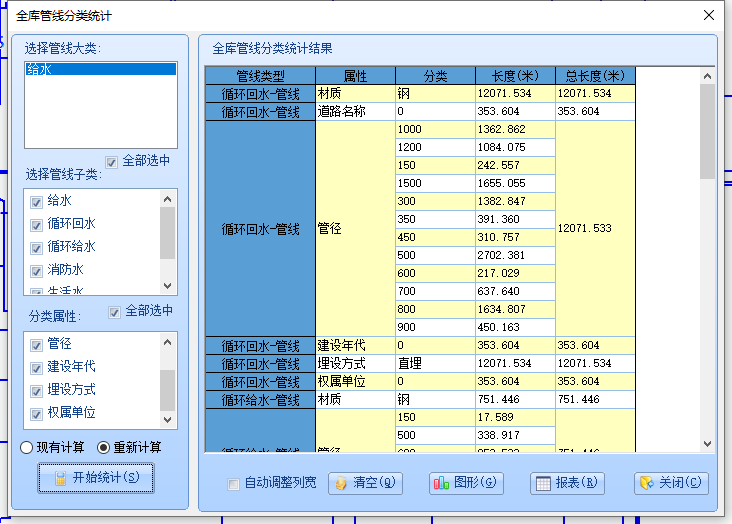 全库管线分类统计
选择管线大类:
给水
全部选中
选择管线子类:
给水
循环回水
循环给水
消防水
生活水
分类属性:
全部选中
管径
建设年代
埋设方式
权属单位
现有计算 重新计算
开始统计(S)
全库管线分类统计结果
管线类型 属性 分类 长度(米) 总长度(米)
循环回水-管线 材质 钢 12071.534 12071.534
循环回水-管线 道路名称 0 353.604 353.604
循环回水-管线 管径 12071.533
1000 1362.862
1200 1084.075
150 242.557
1500 1655.055
300 1382.847
350 391.360
450 310.757
500 2702.381
600 217.029
700 637.640
800 1634.807
900 450.163
循环回水-管线 建设年代 0 353.604 353.604
循环回水-管线 埋设方式 直埋 12071.534 12071.534
循环回水-管线 权属单位 0 353.604 353.604
循环给水-管线 材质 钢 751.446 751.446
150 17.589
500 338.917
循环给水-管线 管径 751.446
自动调整列宽 清空(Q) 图形(G) 报表(R) 关闭(C)